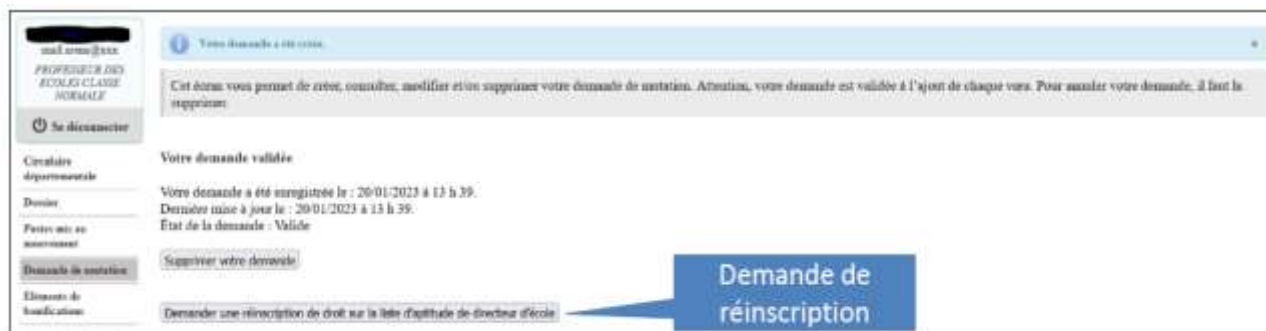 mail.xxxxx@xxx
PROFESSEUR DES
ECOLES CLASSE
NORMALE
Se déconnecter
Circulaire
départementale
Dossier
Postes mis au
mouvement
Demande de mutation
Eléments de
bonifications
Votre demande a été créée.
Cet écran vous permet de créer, consulter, modifier et/ou supprimer votre demande de mutation. Attention, votre demande est validée à l'ajout de chaque vœu. Pour annuler votre demande, il faut la
supprimer.
Votre demande validée
Votre demande a été enregistrée le : 20/01/2023 à 13 h 39.
Dernière mise à jour le : 20/01/2023 à 13 h 39.
État de la demande : Valide
Supprimer votre demande
Demander une réinscription de droit sur la liste d'aptitude de directeur d'école
Demande de
réinscription